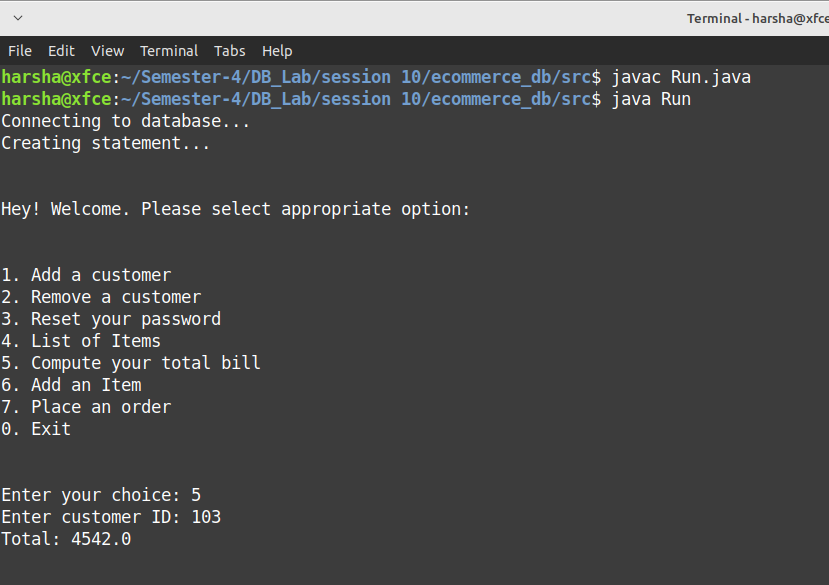 Terminal - harsha@xfce
File Edit View Terminal Tabs Help
harsha@xfce:~/Semester-4/DB_Lab/session 10/ecommerce_db/src$ javac Run.java
harsha@xfce:~/Semester-4/DB_Lab/session 10/ecommerce_db/src$ java Run
Connecting to database...
Creating statement...
Hey! Welcome. Please select appropriate option:
1. Add a customer
2. Remove a customer
3. Reset your password
4. List of Items
5. Compute your total bill
6. Add an Item
7. Place an order
0. Exit
Enter your choice: 5
Enter customer ID: 103
Total: 4542.0